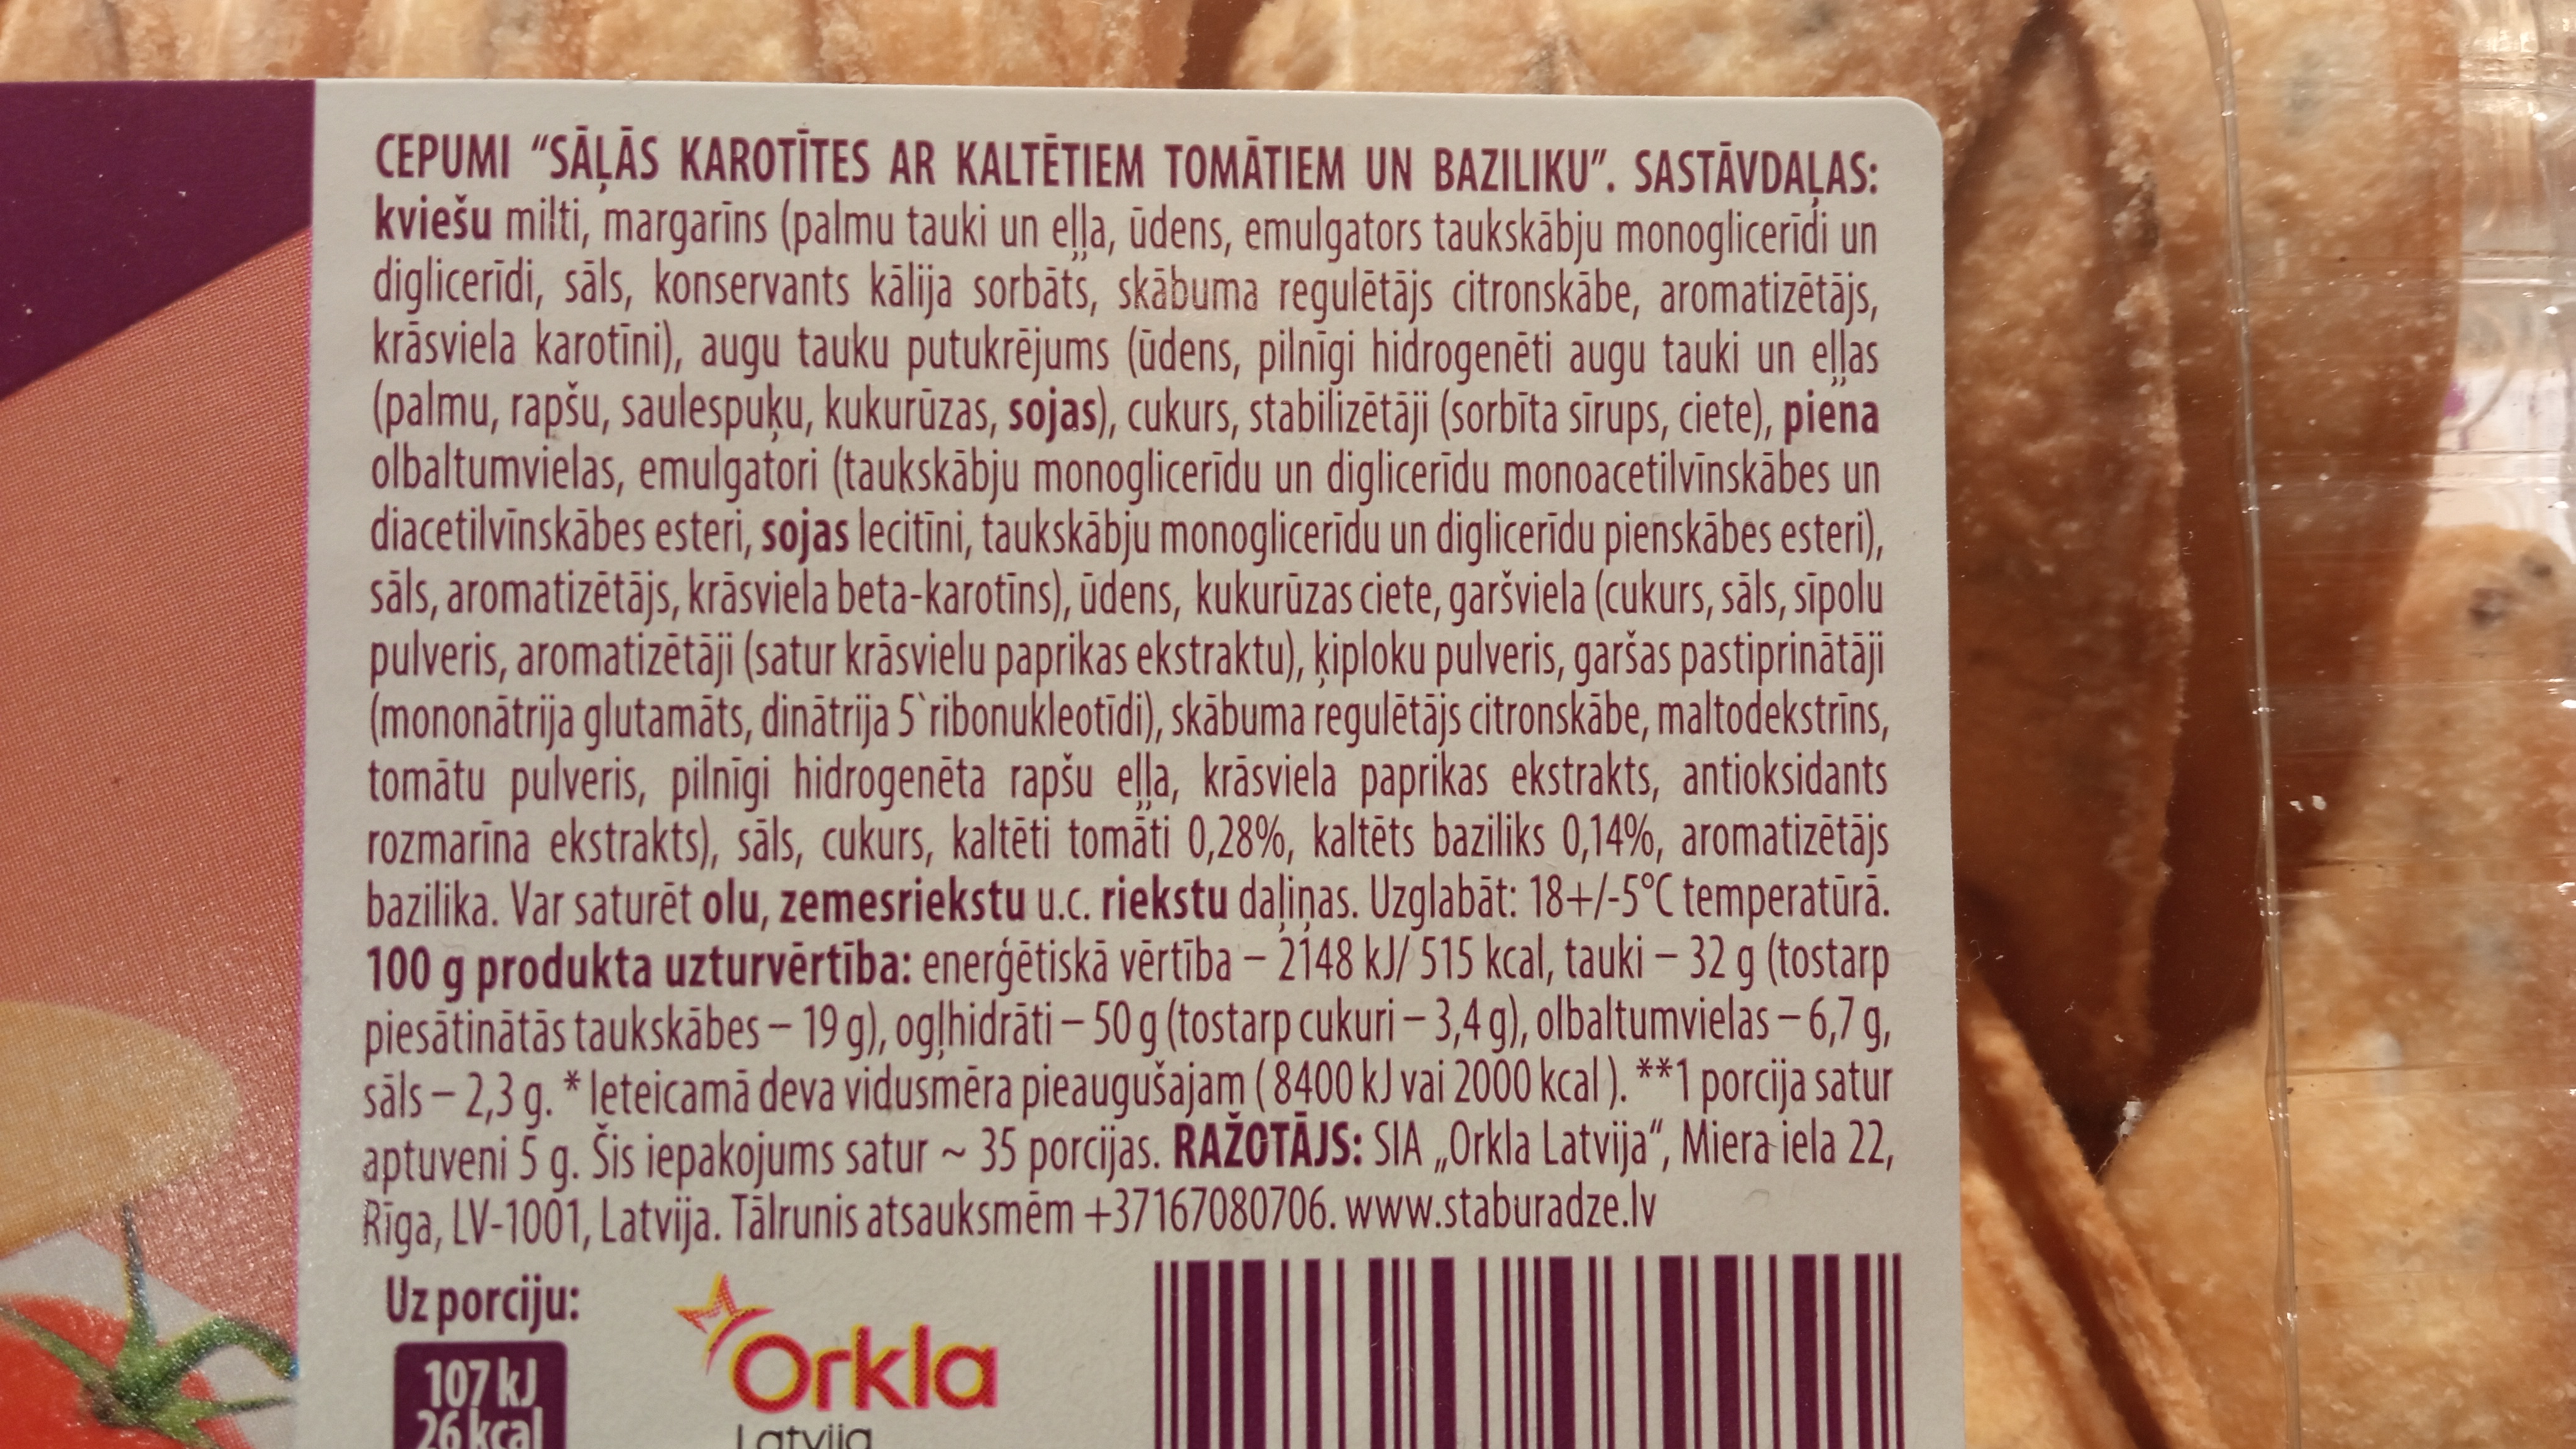 CEPUMI “SĀĻĀS KAROTĪTES AR KALTĒTIEM TOMĀTIEM UN BAZILIKU”. SASTĀVDAĻAS:
kviešu milti, margarīns (palmu tauki un eļļa, ūdens, emulgators taukskābju monoglicerīdi un
diglicerīdi, sāls, konservants kālija sorbāts, skābuma regulētājs citronskābe, aromatizētājs,
krāsviela karotīni), augu tauku putukrējums (ūdens, pilnīgi hidrogenēti augu tauki un eļļas
(palmu, rapšu, saulespuķu, kukurūzas, sojas), cukurs, stabilizētāji (sorbīta sīrups, ciete), piena
olbaltumvielas, emulgatori (taukskābju monoglicerīdu un diglicerīdu monoacetilvīnskābes un
diacetilvīnskābes esteri, sojas lecitīni, taukskābju monoglicerīdu un diglicerīdu pienskābes esteri),
sāls, aromatizētājs, krāsviela beta-karotīns), ūdens, kukurūzas ciete, garšviela (cukurs, sāls, sīpolu
pulveris, aromatizētāji (satur krāsvielu paprikas ekstraktu), ķiploku pulveris, garšas pastiprinātāji
(mononātrija glutamāts, dinātrija 5`ribonukleotīdi), skābuma regulētājs citronskābe, maltodekstrīns,
tomātu pulveris, pilnīgi hidrogenēta rapšu eļļa, krāsviela paprikas ekstrakts, antioksidants
rozmarīna ekstrakts), sāls, cukurs, kaltēti tomāti 0,28%, kaltēts baziliks 0,14%, aromatizētājs
bazilika. Var saturēt olu, zemesriekstu u.c. riekstu daļiņas. Uzglabāt: 18+/-5°C temperatūrā.
100 g produkta uzturvērtība: enerģētiskā vērtība – 2148 kJ/ 515 kcal, tauki – 32 g (tostarp
piesātinātās taukskābes – 19 g), ogļhidrāti – 50 g (tostarp cukuri – 3,4 g), olbaltumvielas – 6,7 g,
sāls – 2,3 g. * Ieteicamā deva vidusmēra pieaugušajam ( 8400 kJ vai 2000 kcal ). **1 porcija satur
aptuveni 5 g. Šis iepakojums satur ~ 35 porcijas. RAŽOTĀJS: SIA „Orkla Latvija“, Miera iela 22,
Rīga, LV-1001, Latvija. Tālrunis atsauksmēm +37167080706. www.staburadze.lv
Uz porciju:
107 kJ
26 kcal
Orkla
Latvija